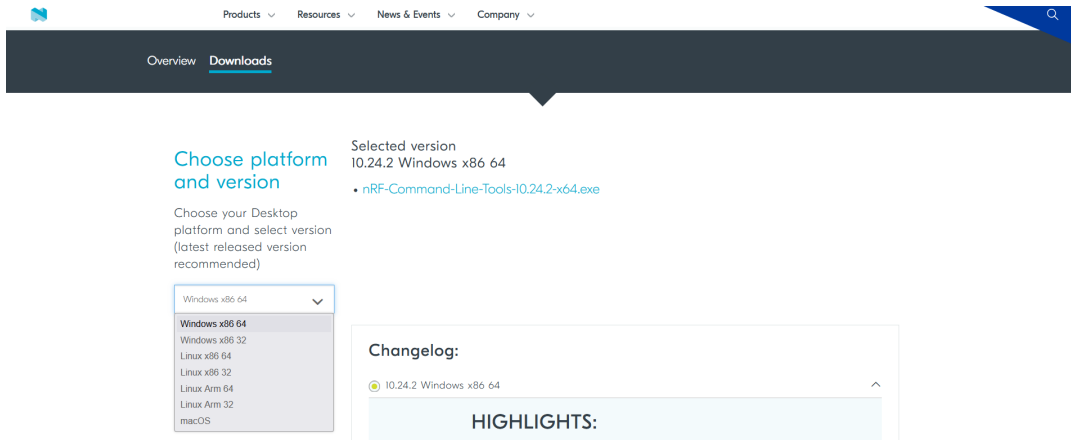 Products Resources News & Events Company
Overview Downloads
Choose platform
and version
Choose your Desktop
platform and select version
(latest released version
recommended)
Windows x86 64
Windows x86 64
Windows x86 32
Linux x86 64
Linux x86 32
Linux Arm 64
Linux Arm 32
macOS
Selected version
10.24.2 Windows x86 64
• nRF-Command-Line-Tools-10.24.2-x64.exe
Changelog:
10.24.2 Windows x86 64
HIGHLIGHTS: